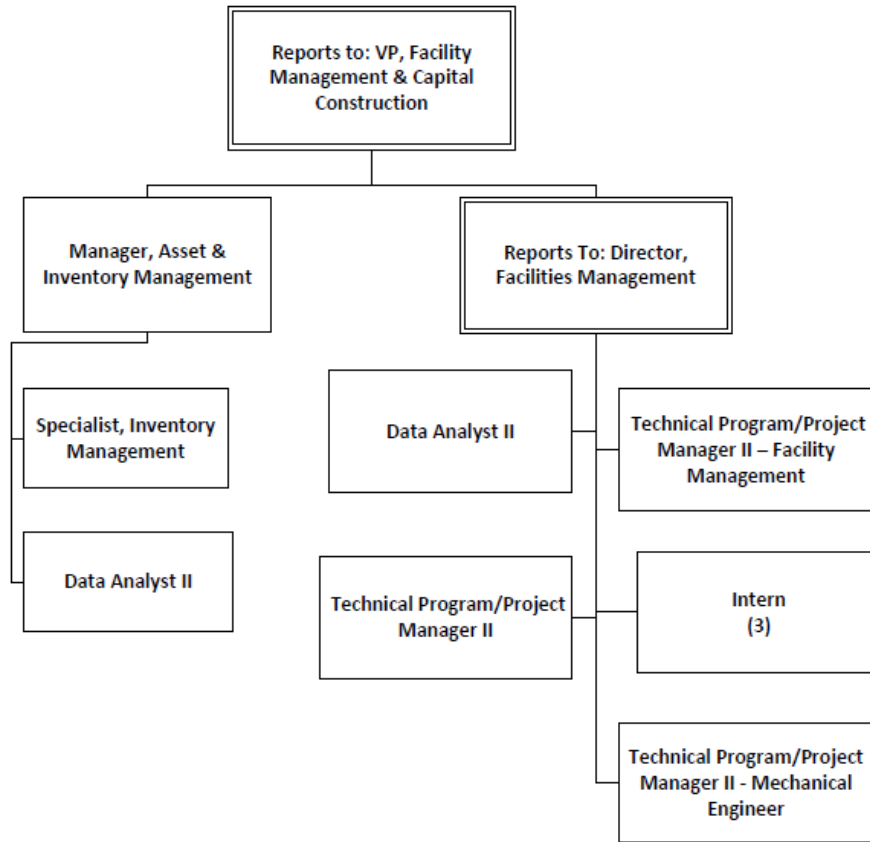 Reports to: VP, Facility
Management & Capital
Construction
Manager, Asset &
Inventory Management
Reports To: Director,
Facilities Management
Specialist, Inventory
Management
Data Analyst II
Data Analyst II
Technical Program/Project
Manager II – Facility
Management
Technical Program/Project
Manager II
Intern
(3)
Technical Program/Project
Manager II - Mechanical
Engineer